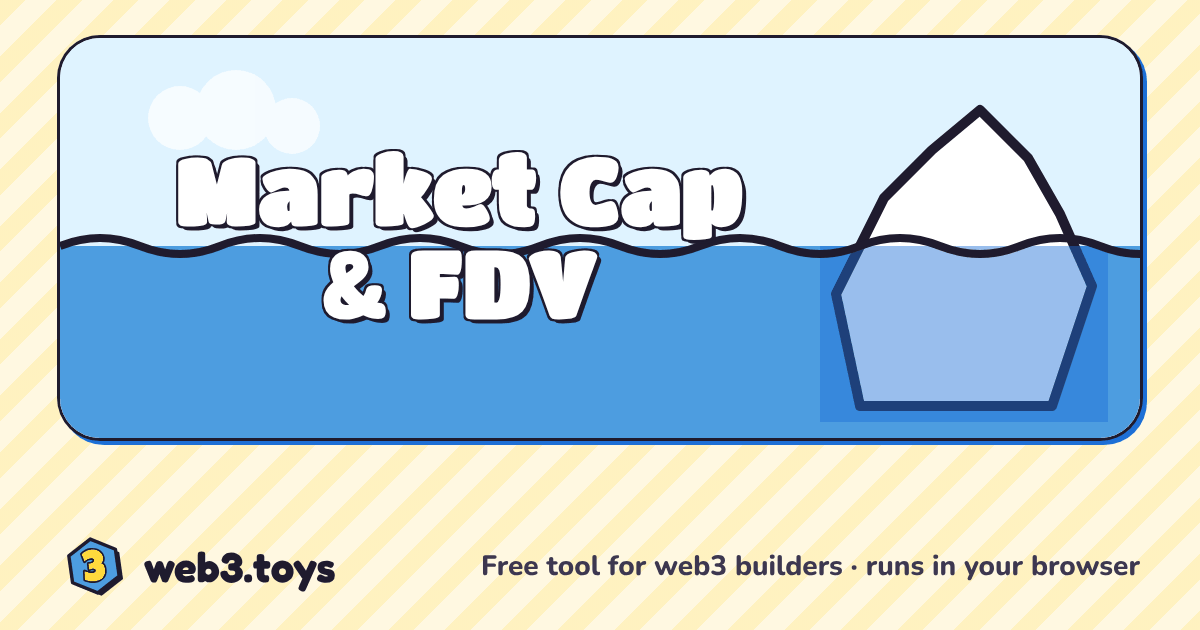 Market Cap
& FDV
3 web3.toys
Free tool for web3 builders · runs in your browser